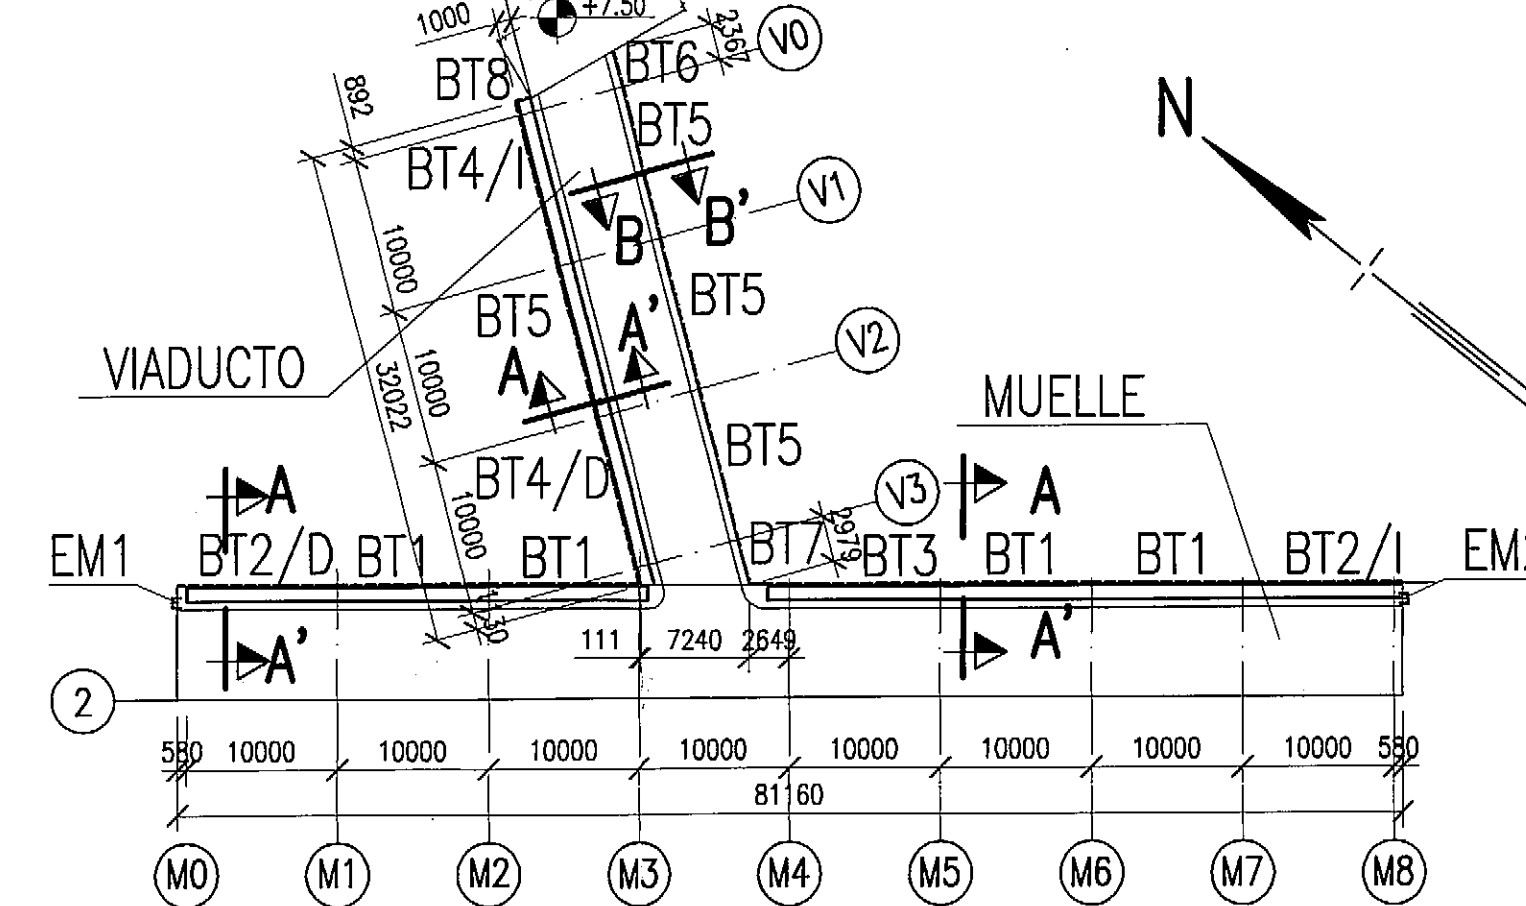 1000
+7.50
2367
V0
BT8
BT6
892
BT5
N
BT4/I
V1
B
B'
10000
BT5
BT5
A'
V2
VIADUCTO
A
10000
32022
MUELLE
BT5
BT4/D
A
A
V3
10000
2979
EM1
BT2/D
BT1
BT1
BT7
BT3
BT1
BT1
BT2/I
A'
A'
111
7240
2649
2
580
10000
10000
10000
10000
10000
10000
10000
10000
580
81160
M0
M1
M2
M3
M4
M5
M6
M7
M8